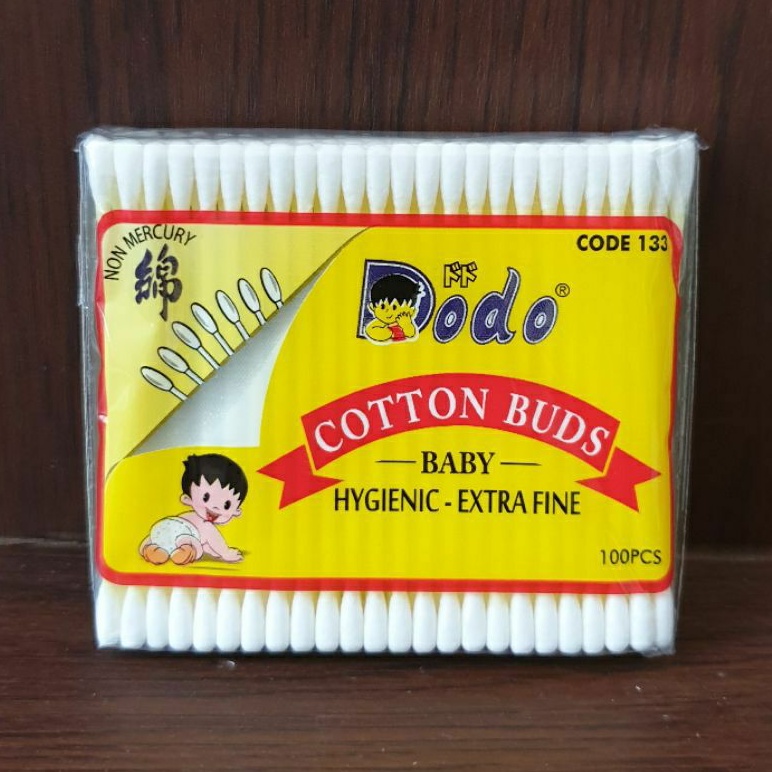 NON MERCURY
綿
CODE 133
ドド
Dodo®
COTTON BUDS
BABY
HYGIENIC - EXTRA FINE
100PCS